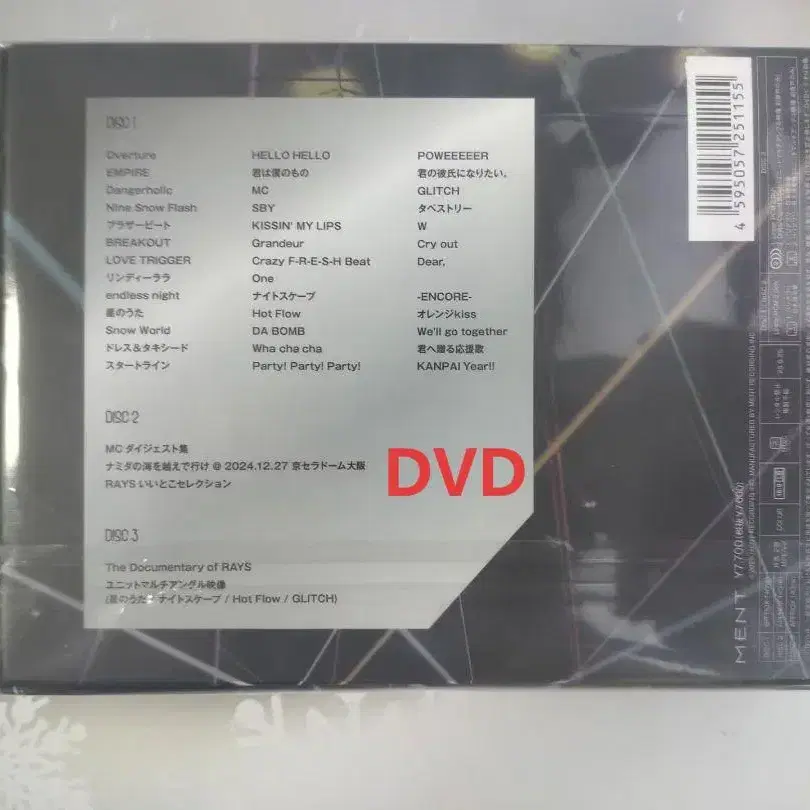 DISC 1
Overture
EMPIRE
Dangerholic
Nine Snow Flash
ブラザービート
BREAKOUT
LOVE TRIGGER
リンディーララ
endless night
星のうた
Snow World
ドレス&タキシード
スタートライン
HELLO HELLO
君は僕のもの
MC
SBY
KISSIN' MY LIPS
Grandeur
Crazy F-R-E-S-H Beat
One
ナイトスケープ
Hot Flow
DA BOMB
Wha cha cha
Party! Party! Party!
POWEEEEER
君の彼氏になりたい。
GLITCH
タペストリー
W
Cry out
Dear,
-ENCORE-
オレンジkiss
We'll go together
君へ贈る応援歌
KANPAI Year!!
DISC 2
MC ダイジェスト集
ナミダの海を越えて行け @ 2024.12.27 京セラドーム大阪
RAYS いいとこセレクション
DISC 3
The Documentary of RAYS
ユニットマルチアングル映像
(星のうた / ナイトスケープ / Hot Flow / GLITCH)
DVD
4 595057 251155
MENT